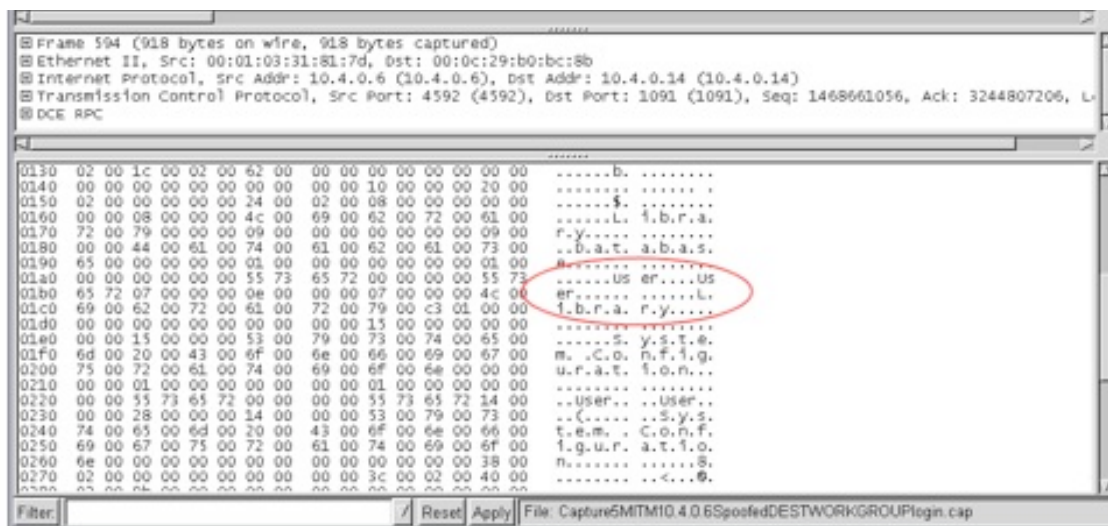 Frame 594 (918 bytes on wire, 918 bytes captured)
Ethernet II, Src: 00:01:03:31:81:7d, Dst: 00:0c:29:b0:bc:8b
Internet Protocol, Src Addr: 10.4.0.6 (10.4.0.6), Dst Addr: 10.4.0.14 (10.4.0.14)
Transmission Control Protocol, Src Port: 4592 (4592), Dst Port: 1091 (1091), Seq: 1468661056, Ack: 3244807206, L
DCE RPC
0130 02 00 1c 00 02 00 62 00 00 00 00 00 00 00 00 00 ......b. ........
0140 00 00 00 00 00 00 00 00 00 00 10 00 00 00 20 00 ........ ...... .
0150 02 00 00 00 00 00 24 00 02 00 08 00 00 00 00 00 ......$. ........
0160 00 00 08 00 00 00 4c 00 69 00 62 00 72 00 61 00 ......L. i.b.r.a.
0170 72 00 79 00 00 00 09 00 00 00 00 00 00 00 09 00 r.y..... ........
0180 00 00 44 00 61 00 74 00 61 00 62 00 61 00 73 00 ..D.a.t. a.b.a.s.
0190 65 00 00 00 00 00 01 00 00 00 00 00 00 00 01 00 e....... ........
01a0 00 00 00 00 00 00 55 73 65 72 00 00 00 00 55 73 ......Us er....Us
01b0 65 72 07 00 00 00 0e 00 00 00 07 00 00 00 4c 00 er...... ......L.
01c0 69 00 62 00 72 00 61 00 72 00 79 00 c3 01 00 00 i.b.r.a. r.y.....
01d0 00 00 00 00 00 00 00 00 00 00 15 00 00 00 00 00 ........ ........
01e0 00 00 15 00 00 00 53 00 79 00 73 00 74 00 65 00 ......S. y.s.t.e.
01f0 6d 00 20 00 43 00 6f 00 6e 00 66 00 69 00 67 00 m. .C.o. n.f.i.g.
0200 75 00 72 00 61 00 74 00 69 00 6f 00 6e 00 00 00 u.r.a.t. i.o.n...
0210 00 00 01 00 00 00 00 00 00 00 01 00 00 00 00 00 ........ ........
0220 00 00 55 73 65 72 00 00 00 00 55 73 65 72 14 00 ..User.. ..User..
0230 00 00 28 00 00 00 14 00 00 00 53 00 79 00 73 00 ..(..... ..S.y.s.
0240 74 00 65 00 6d 00 20 00 43 00 6f 00 6e 00 66 00 t.e.m. . C.o.n.f.
0250 69 00 67 00 75 00 72 00 61 00 74 00 69 00 6f 00 i.g.u.r. a.t.i.o.
0260 6e 00 00 00 00 00 00 00 00 00 00 00 00 00 38 00 n....... ......8.
0270 02 00 00 00 00 00 00 00 00 00 3c 00 02 00 40 00 ........ ..<...@.
Filter: / Reset Apply File: Capture5MITM10.4.0.6SpoofedDESTWORKGROUPlogin.cap